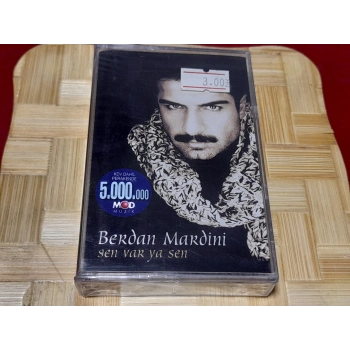 3.00
KDV DAHİL
PERAKENDE
5.000.000
MOD
MÜZİK
Berdan Mardini
sen var ya sen